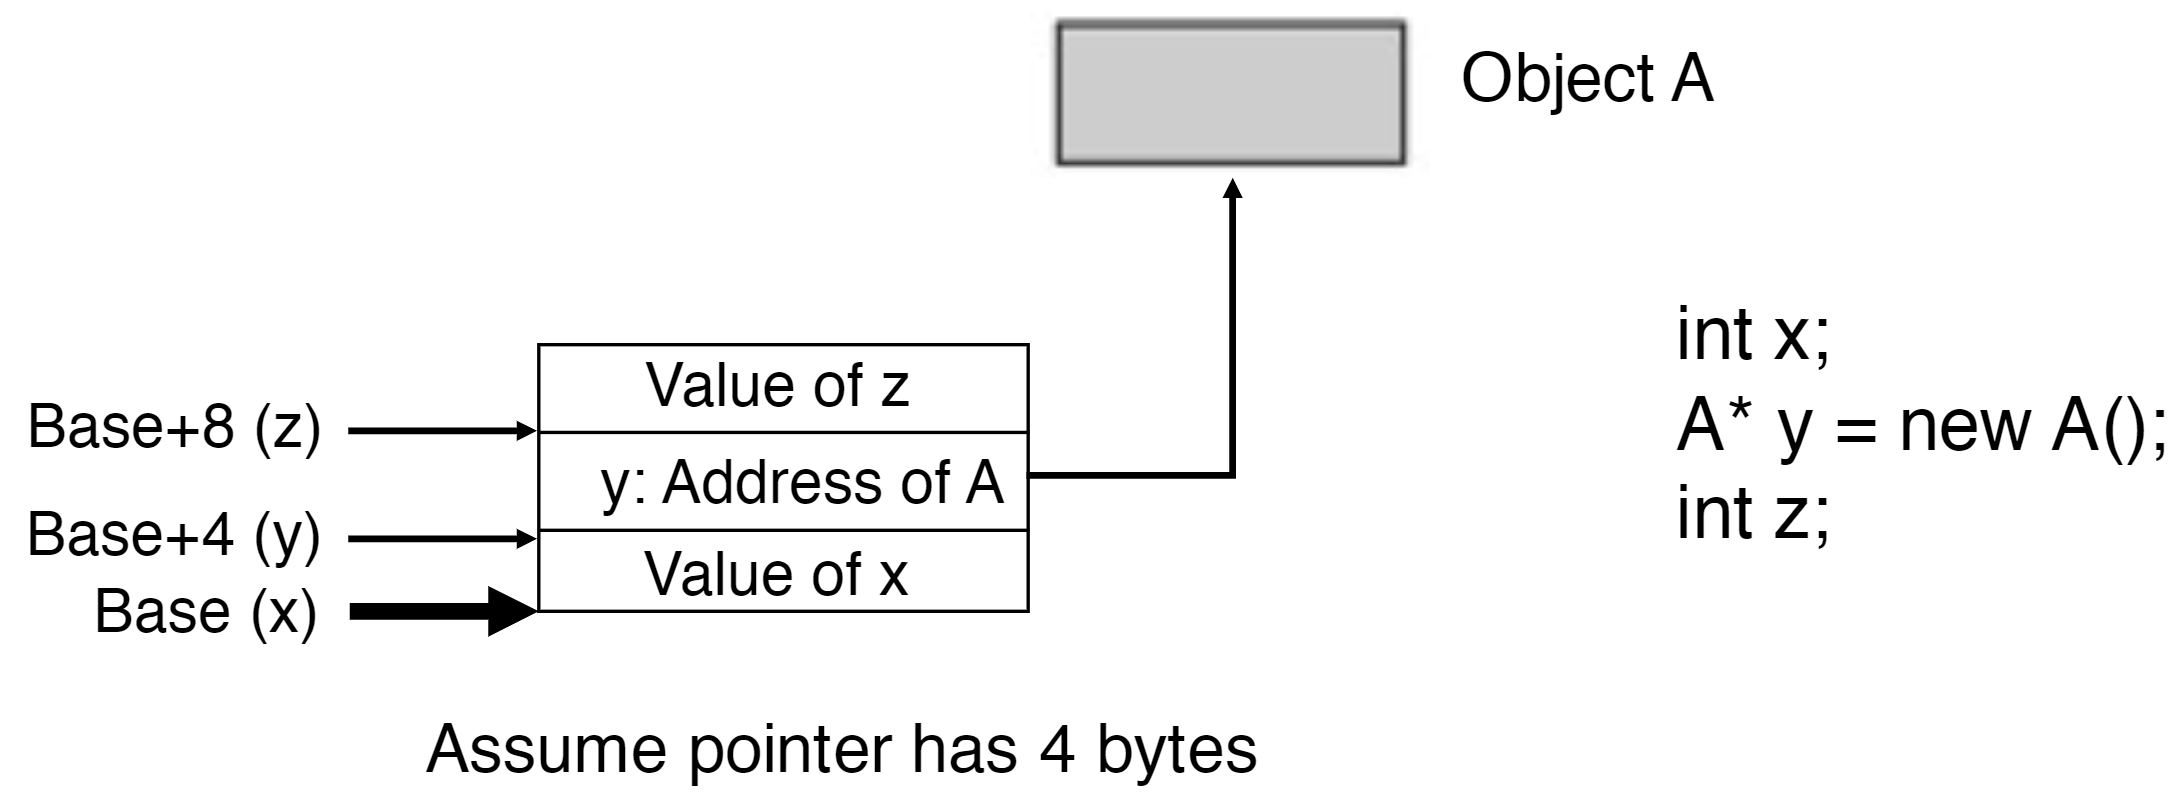 Object A
int x;
A* y = new A();
int z;
Value of z
Base+8 (z)
y: Address of A
Base+4 (y)
Value of x
Base (x)
Assume pointer has 4 bytes